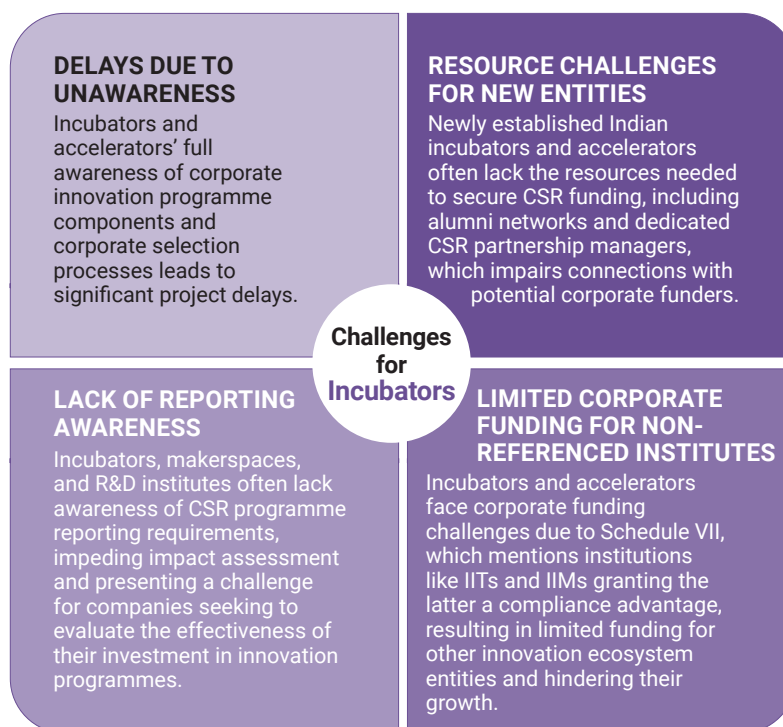 DELAYS DUE TO
UNAWARENESS
Incubators and
accelerators’ full
awareness of corporate
innovation programme
components and
corporate selection
processes leads to
significant project delays.
RESOURCE CHALLENGES
FOR NEW ENTITIES
Newly established Indian
incubators and accelerators
often lack the resources needed
to secure CSR funding, including
alumni networks and dedicated
CSR partnership managers,
which impairs connections with
potential corporate funders.
Challenges
for
Incubators
LACK OF REPORTING
AWARENESS
Incubators, makerspaces,
and R&D institutes often lack
awareness of CSR programme
reporting requirements,
impeding impact assessment
and presenting a challenge
for companies seeking to
evaluate the effectiveness of
their investment in innovation
programmes.
LIMITED CORPORATE
FUNDING FOR NON-
REFERENCED INSTITUTES
Incubators and accelerators
face corporate funding
challenges due to Schedule VII,
which mentions institutions
like IITs and IIMs granting the
latter a compliance advantage,
resulting in limited funding for
other innovation ecosystem
entities and hindering their
growth.